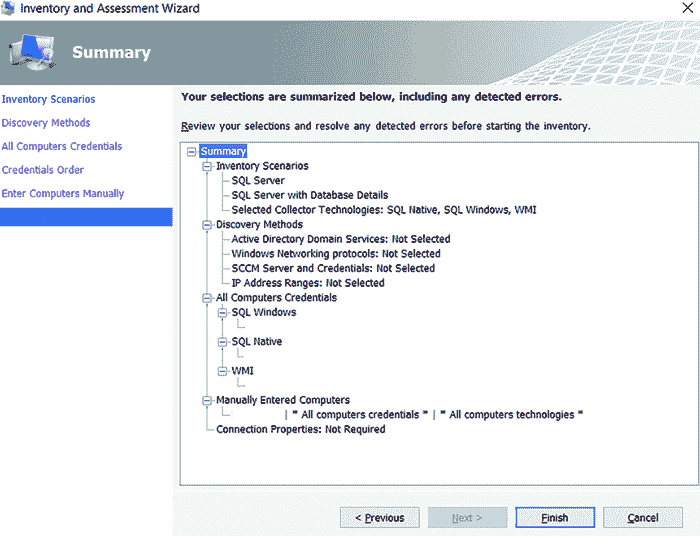 Inventory and Assessment Wizard
Summary
Inventory Scenarios
Discovery Methods
All Computers Credentials
Credentials Order
Enter Computers Manually
Your selections are summarized below, including any detected errors.
Review your selections and resolve any detected errors before starting the inventory.
Summary
Inventory Scenarios
SQL Server
SQL Server with Database Details
Selected Collector Technologies: SQL Native, SQL Windows, WMI
Discovery Methods
Active Directory Domain Services: Not Selected
Windows Networking protocols: Not Selected
SCCM Server and Credentials: Not Selected
IP Address Ranges: Not Selected
All Computers Credentials
SQL Windows
SQL Native
WMI
Manually Entered Computers
| * All computers credentials * | * All computers technologies *
Connection Properties: Not Required
< Previous
Next >
Finish
Cancel